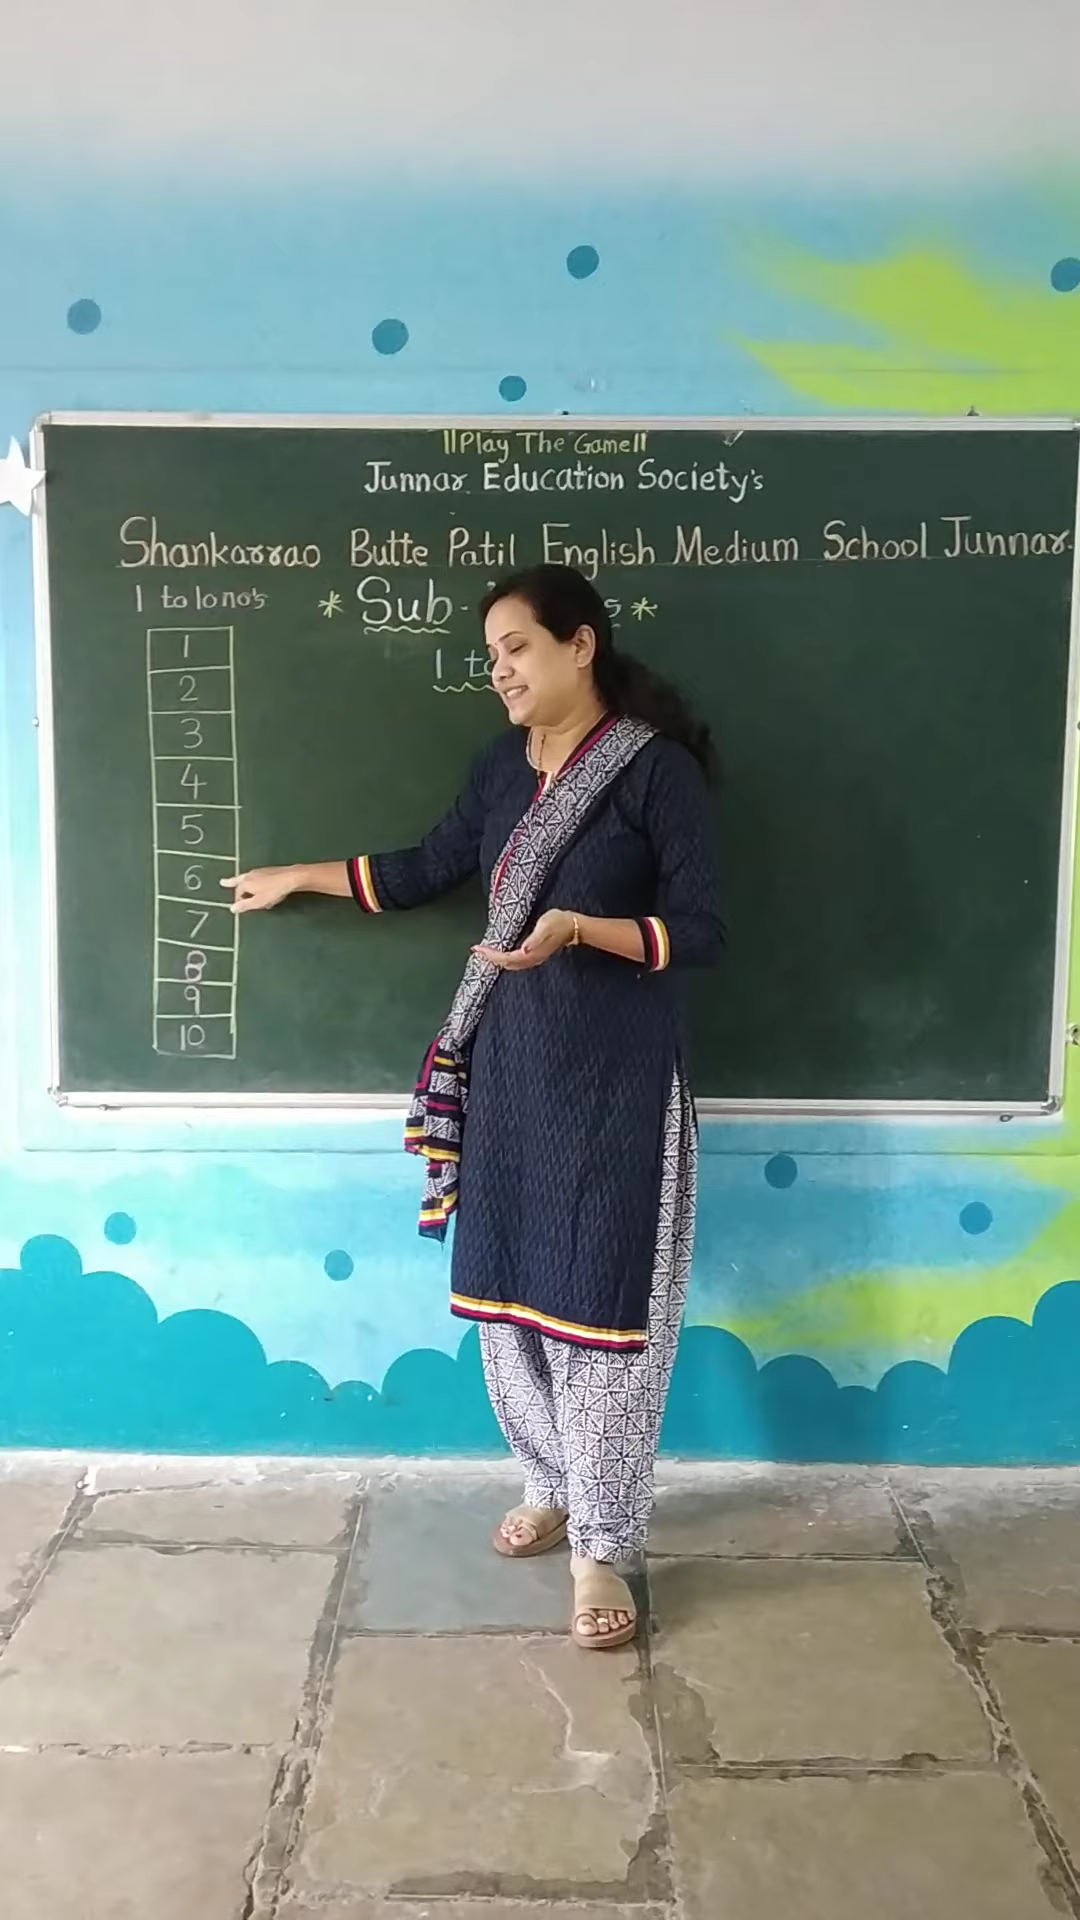 ||Play The Game||
Junnar Education Society's
Shankarrao Butte Patil English Medium School Junnar.
1 to 10 no's
* Sub- *
1
1
2
3
4
5
6
7
8
9
10